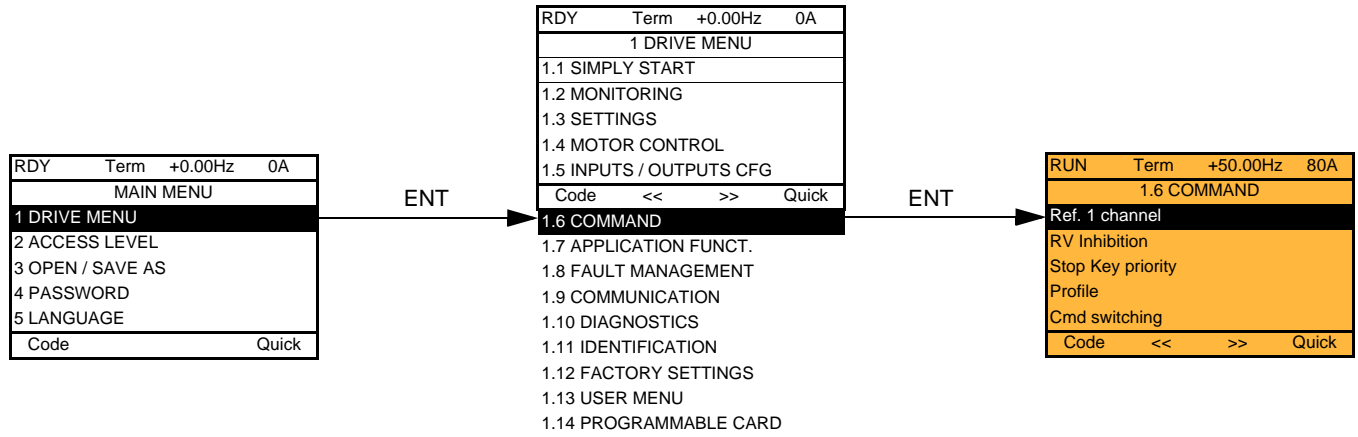 RDY Term +0.00Hz 0A
MAIN MENU
1 DRIVE MENU
2 ACCESS LEVEL
3 OPEN / SAVE AS
4 PASSWORD
5 LANGUAGE
Code Quick
ENT
RDY Term +0.00Hz 0A
1 DRIVE MENU
1.1 SIMPLY START
1.2 MONITORING
1.3 SETTINGS
1.4 MOTOR CONTROL
1.5 INPUTS / OUTPUTS CFG
Code << >> Quick
1.6 COMMAND
1.7 APPLICATION FUNCT.
1.8 FAULT MANAGEMENT
1.9 COMMUNICATION
1.10 DIAGNOSTICS
1.11 IDENTIFICATION
1.12 FACTORY SETTINGS
1.13 USER MENU
1.14 PROGRAMMABLE CARD
ENT
RUN Term +50.00Hz 80A
1.6 COMMAND
Ref. 1 channel
RV Inhibition
Stop Key priority
Profile
Cmd switching
Code << >> Quick